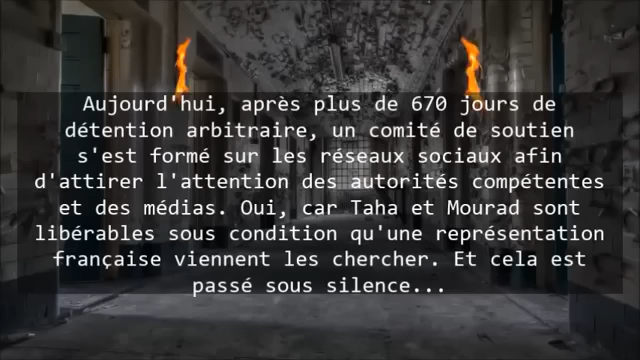 Aujourd'hui, après plus de 670 jours de
détention arbitraire, un comité de soutien
s'est formé sur les réseaux sociaux afin
d'attirer l'attention des autorités compétentes
et des médias. Oui, car Taha et Mourad sont
libérables sous condition qu'une représentation
française viennent les chercher. Et cela est
passé sous silence...